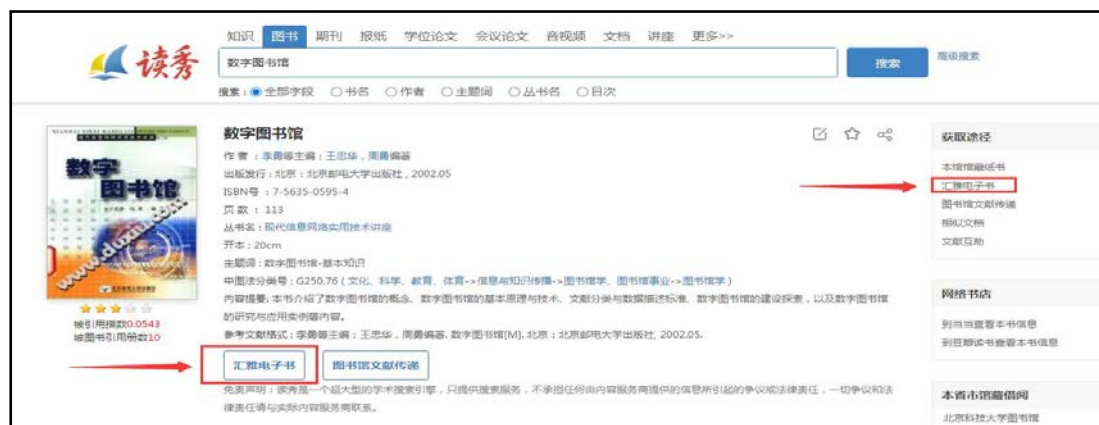 读秀
知识 图书 期刊 报纸 学位论文 会议论文 音视频 文档 讲座 更多>>
数字图书馆
搜索
高级搜索
搜索：全部字段 书名 作者 主题词 丛书名 目次
数字
图书馆
www.duxiu.com
被引用指数0.0543
被图书引用册数10
数字图书馆
作 者 ：李勇等主编；王思华，周勇编著
出版发行：北京：北京邮电大学出版社，2002.05
ISBN号 ：7-5635-0595-4
页 数 ：113
丛书名：现代信息网络实用技术讲座
开本：20cm
主题词：数字图书馆-基本知识
中图法分类号：G250.76 ( 文化、科学、教育、体育->信息与知识传播->图书馆学、图书馆事业->图书馆学 )
内容提要：本书介绍了数字图书馆的概念、数字图书馆的基本原理与技术、文献分类与数据描述标准、数字图书馆的建设探索，以及数字图书馆
的研究与应用实例等内容。
参考文献格式：李勇等主编；王思华，周勇编著. 数字图书馆[M]. 北京：北京邮电大学出版社, 2002.05.
汇雅电子书 图书馆文献传递
免责声明：读秀是一个超大型的学术搜索引擎，只提供搜索服务，不承担任何由内容服务商提供的信息所引起的争议或法律责任，一切争议和法
律责任请与实际内容服务商联系。
获取途径
本馆馆藏纸书
汇雅电子书
图书馆文献传递
相似文档
文献互助
网络书店
到当当查看本书信息
到豆瓣读书查看本书信息
本省市馆藏借阅
北京科技大学图书馆